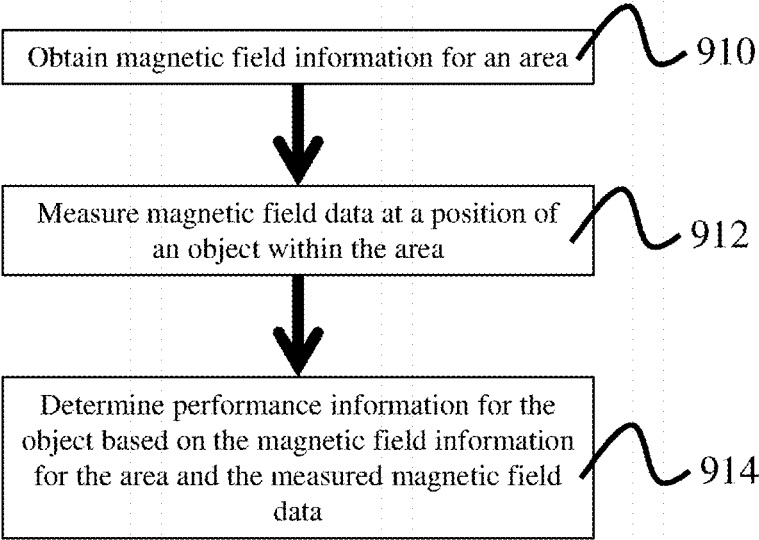 Obtain magnetic field information for an area
910
Measure magnetic field data at a position of
an object within the area
912
Determine performance information for the
object based on the magnetic field information
for the area and the measured magnetic field
data
914